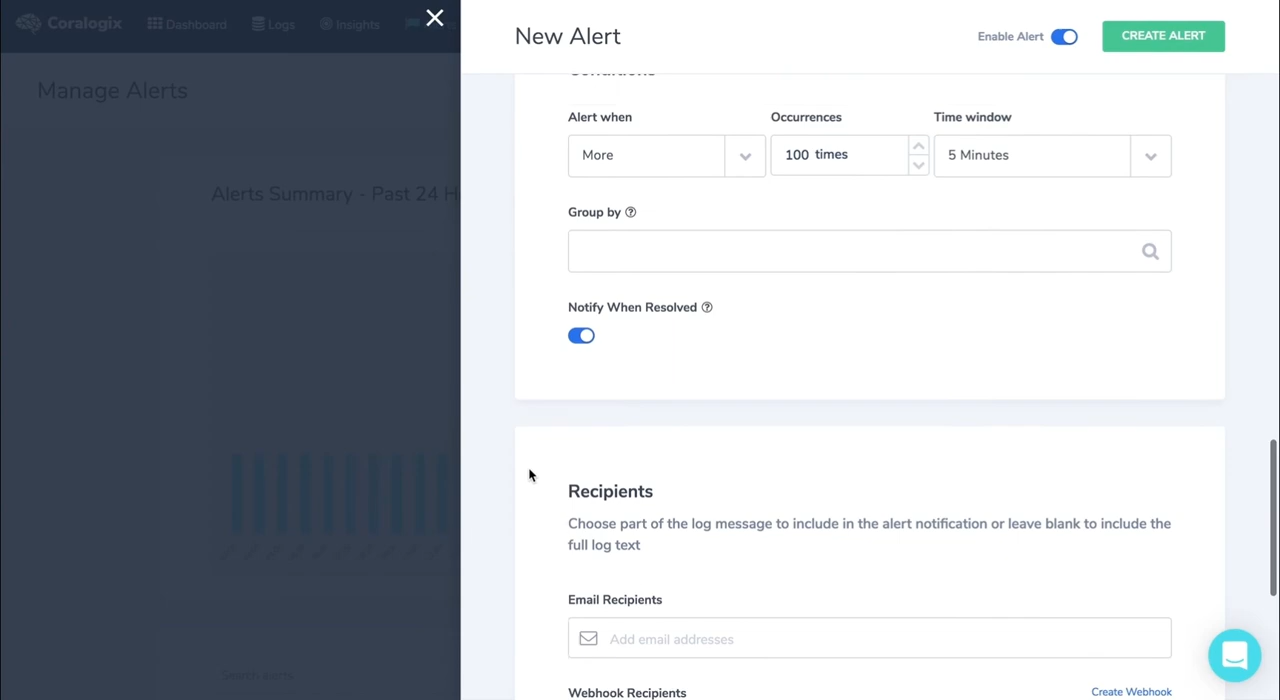 Coralogix
Dashboard
Logs
Insights
New Alert
Enable Alert
CREATE ALERT
Manage Alerts
Conditions
Alert when
Occurrences
Time window
More
100 times
5 Minutes
Alerts Summary - Past 24 H
Group by
Notify When Resolved
Recipients
Choose part of the log message to include in the alert notification or leave blank to include the
full log text
Email Recipients
Add email addresses
Search alerts
Webhook Recipients
Create Webhook